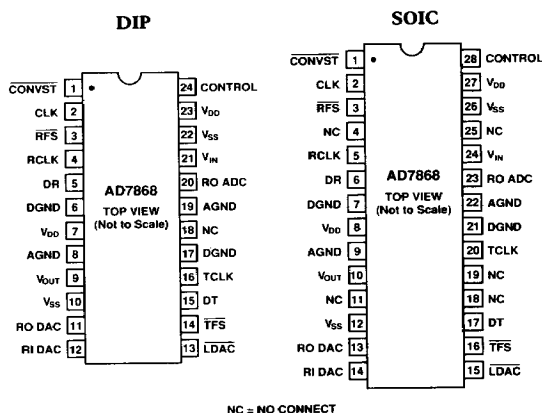 DIP
CONVST 1
CLK 2
RFS 3
RCLK 4
DR 5
DGND 6
VDD 7
AGND 8
VOUT 9
VSS 10
RO DAC 11
RI DAC 12
AD7868
TOP VIEW
(Not to Scale)
24 CONTROL
23 VDD
22 VSS
21 VIN
20 RO ADC
19 AGND
18 NC
17 DGND
16 TCLK
15 DT
14 TFS
13 LDAC
SOIC
CONVST 1
CLK 2
RFS 3
NC 4
RCLK 5
DR 6
DGND 7
VDD 8
AGND 9
VOUT 10
NC 11
VSS 12
RO DAC 13
RI DAC 14
AD7868
TOP VIEW
(Not to Scale)
28 CONTROL
27 VDD
26 VSS
25 NC
24 VIN
23 RO ADC
22 AGND
21 DGND
20 TCLK
19 NC
18 NC
17 DT
16 TFS
15 LDAC
NC = NO CONNECT